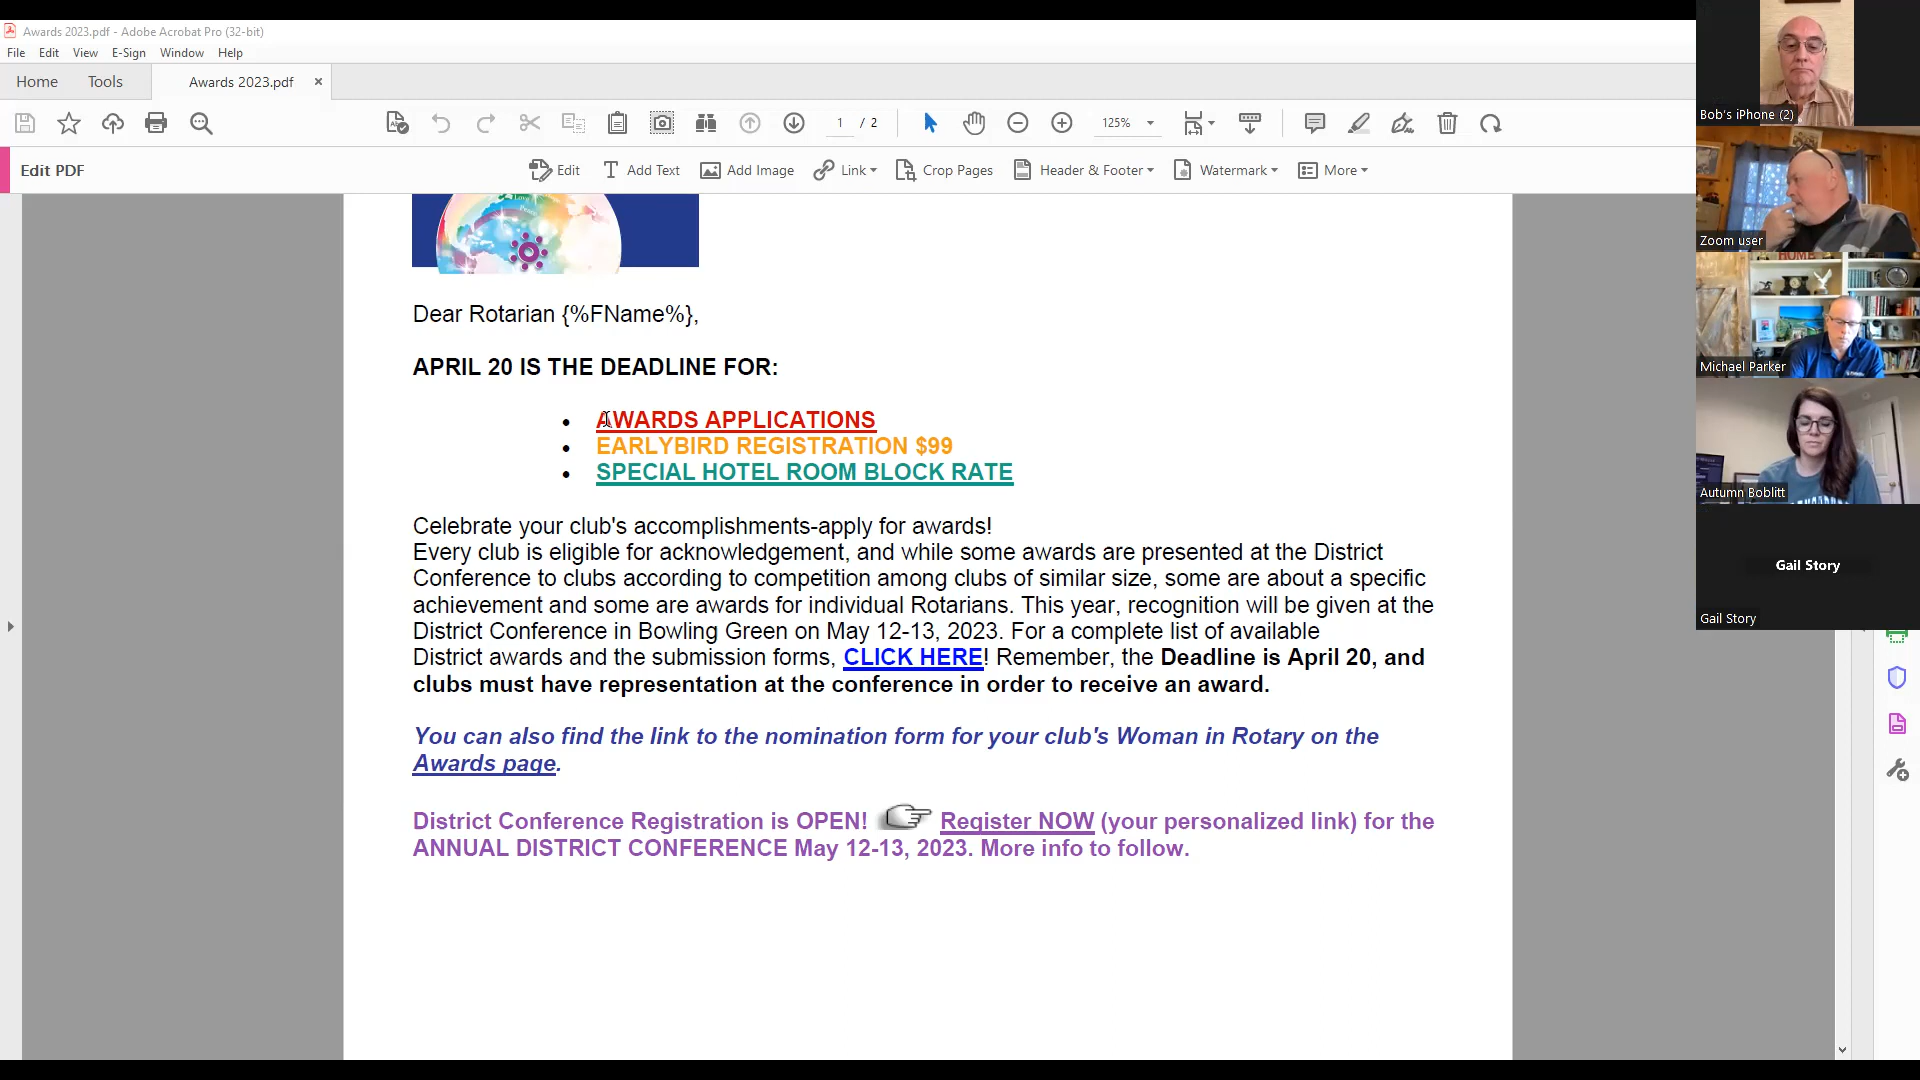 Awards 2023.pdf - Adobe Acrobat Pro (32-bit)
File Edit View E-Sign Window Help
Home Tools Awards 2023.pdf ×
1 / 2 125%
Edit PDF Edit Add Text Add Image Link Crop Pages Header & Footer Watermark More
Dear Rotarian {%FName%},
APRIL 20 IS THE DEADLINE FOR:
• AWARDS APPLICATIONS
• EARLYBIRD REGISTRATION $99
• SPECIAL HOTEL ROOM BLOCK RATE
Celebrate your club's accomplishments-apply for awards!
Every club is eligible for acknowledgement, and while some awards are presented at the District
Conference to clubs according to competition among clubs of similar size, some are about a specific
achievement and some are awards for individual Rotarians. This year, recognition will be given at the
District Conference in Bowling Green on May 12-13, 2023. For a complete list of available
District awards and the submission forms, CLICK HERE! Remember, the Deadline is April 20, and
clubs must have representation at the conference in order to receive an award.
You can also find the link to the nomination form for your club's Woman in Rotary on the
Awards page.
District Conference Registration is OPEN! Register NOW (your personalized link) for the
ANNUAL DISTRICT CONFERENCE May 12-13, 2023. More info to follow.
Bob's iPhone (2)
Zoom user
Michael Parker
Autumn Boblitt
Gail Story
Gail Story